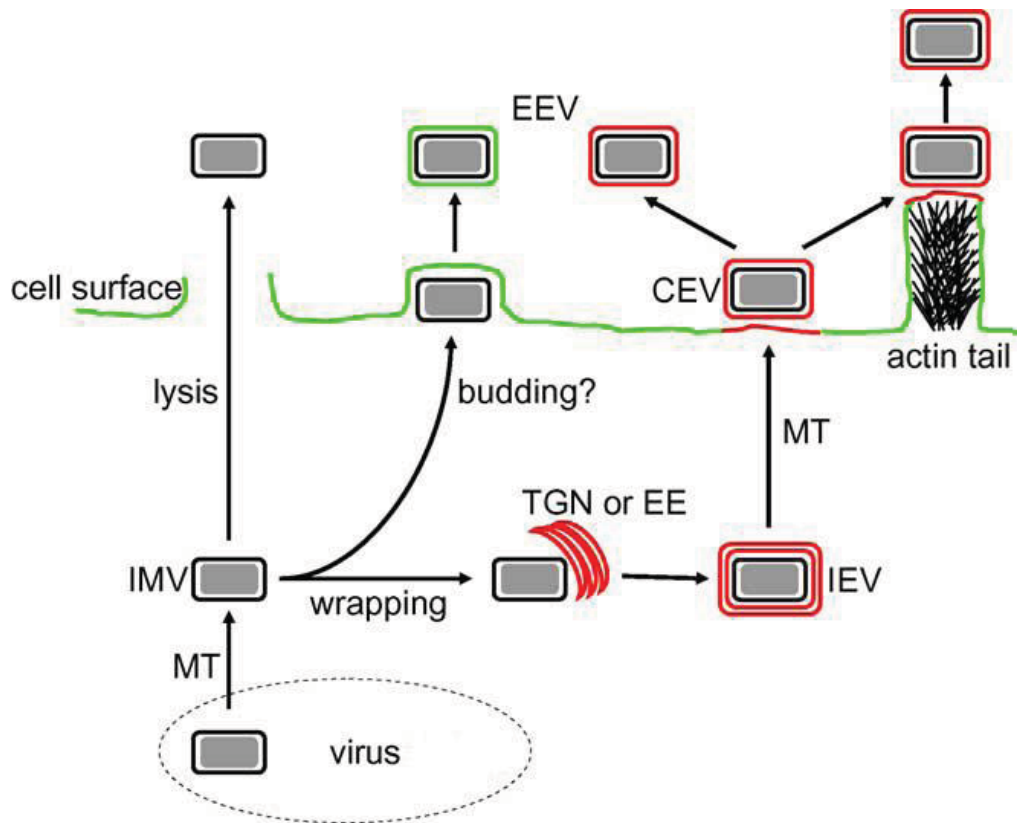 EEV
cell surface
CEV
actin tail
lysis
budding?
MT
TGN or EE
IMV
wrapping
IEV
MT
virus